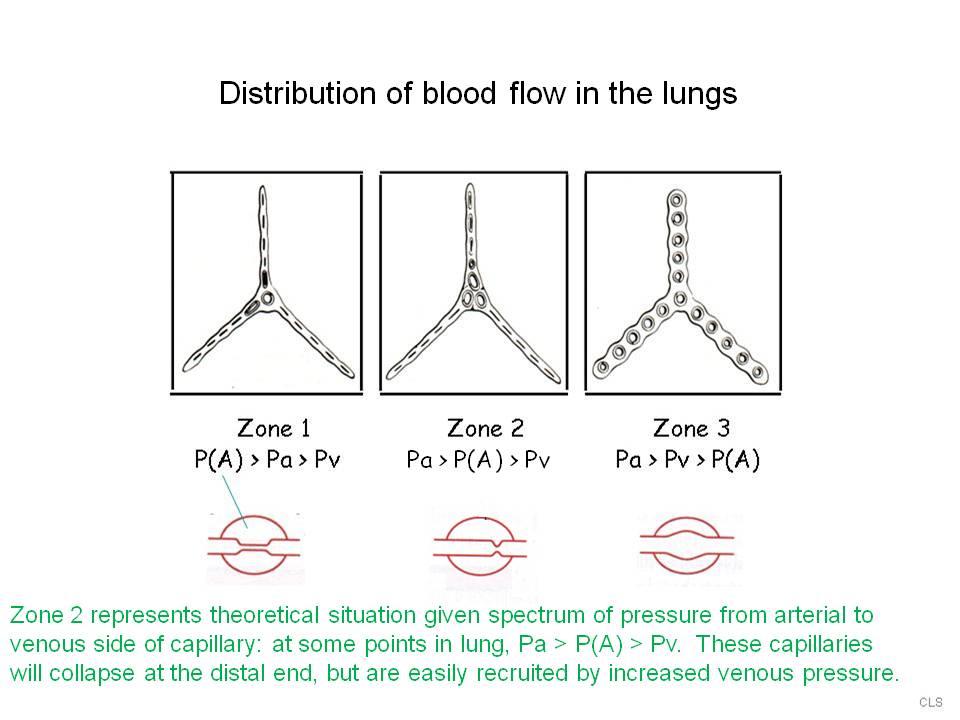 Distribution of blood flow in the lungs
Zone 1
P(A) > Pa > Pv
Zone 2
Pa > P(A) > Pv
Zone 3
Pa > Pv > P(A)
Zone 2 represents theoretical situation given spectrum of pressure from arterial to
venous side of capillary: at some points in lung, Pa > P(A) > Pv. These capillaries
will collapse at the distal end, but are easily recruited by increased venous pressure.
CLS